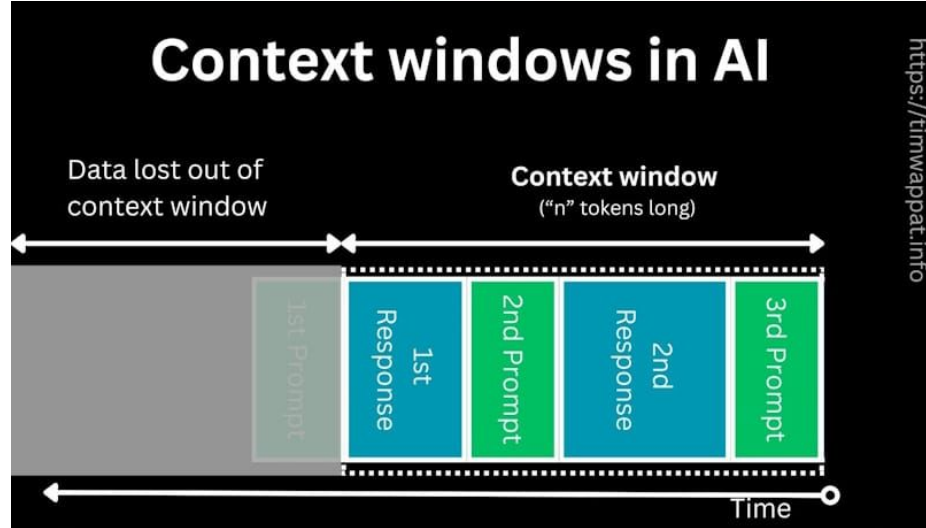 Context windows in AI
https://timwappat.info
Data lost out of
context window
Context window
(“n” tokens long)
1st Prompt
1st
Response
2nd Prompt
2nd
Response
3rd Prompt
Time